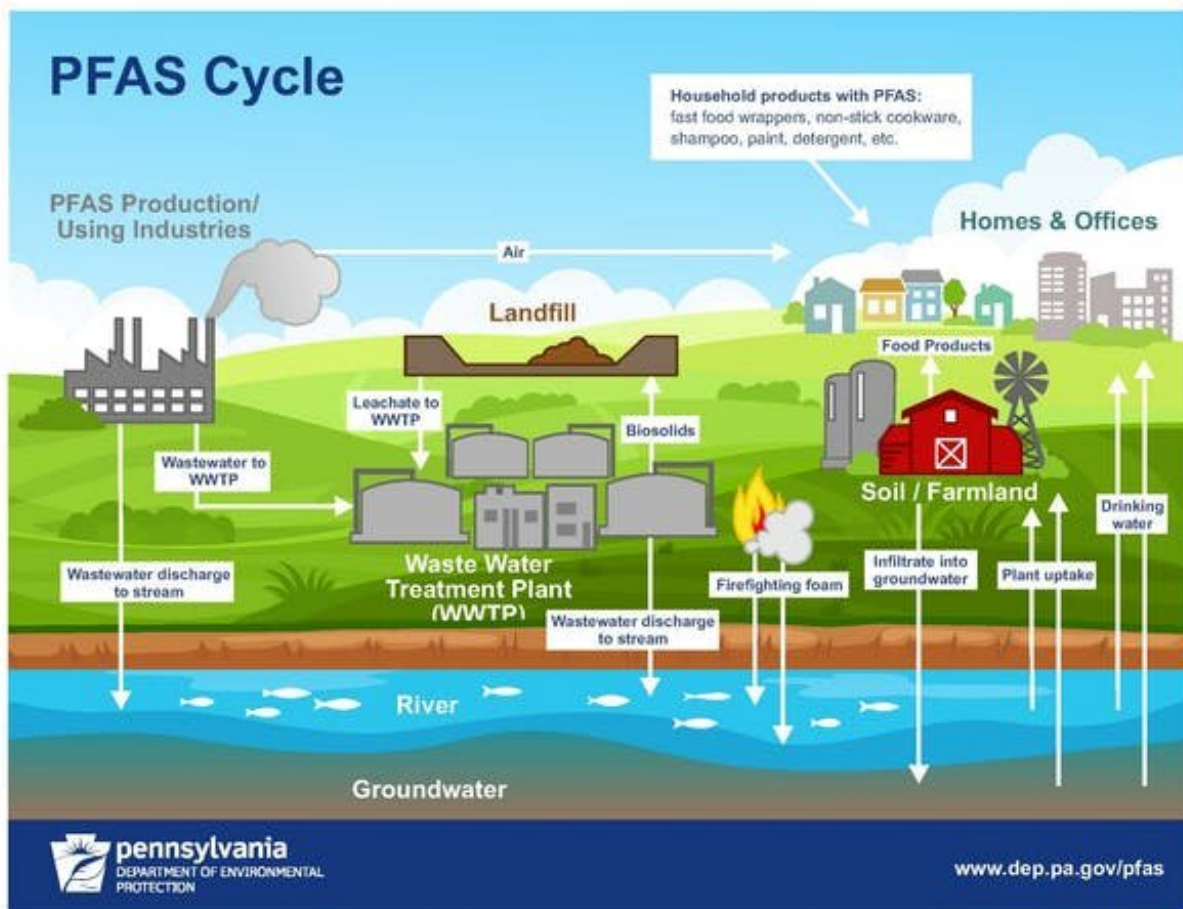 PFAS Cycle
Household products with PFAS:
fast food wrappers, non-stick cookware,
shampoo, paint, detergent, etc.
PFAS Production/
Using Industries
Homes & Offices
Air
Landfill
Food Products
Leachate to
WWTP
Biosolids
Wastewater to
WWTP
Soil / Farmland
Drinking
water
Waste Water
Treatment Plant
(WWTP)
Wastewater discharge
to stream
Firefighting foam
Infiltrate into
groundwater
Plant uptake
Wastewater discharge
to stream
River
Groundwater
pennsylvania
DEPARTMENT OF ENVIRONMENTAL
PROTECTION
www.dep.pa.gov/pfas